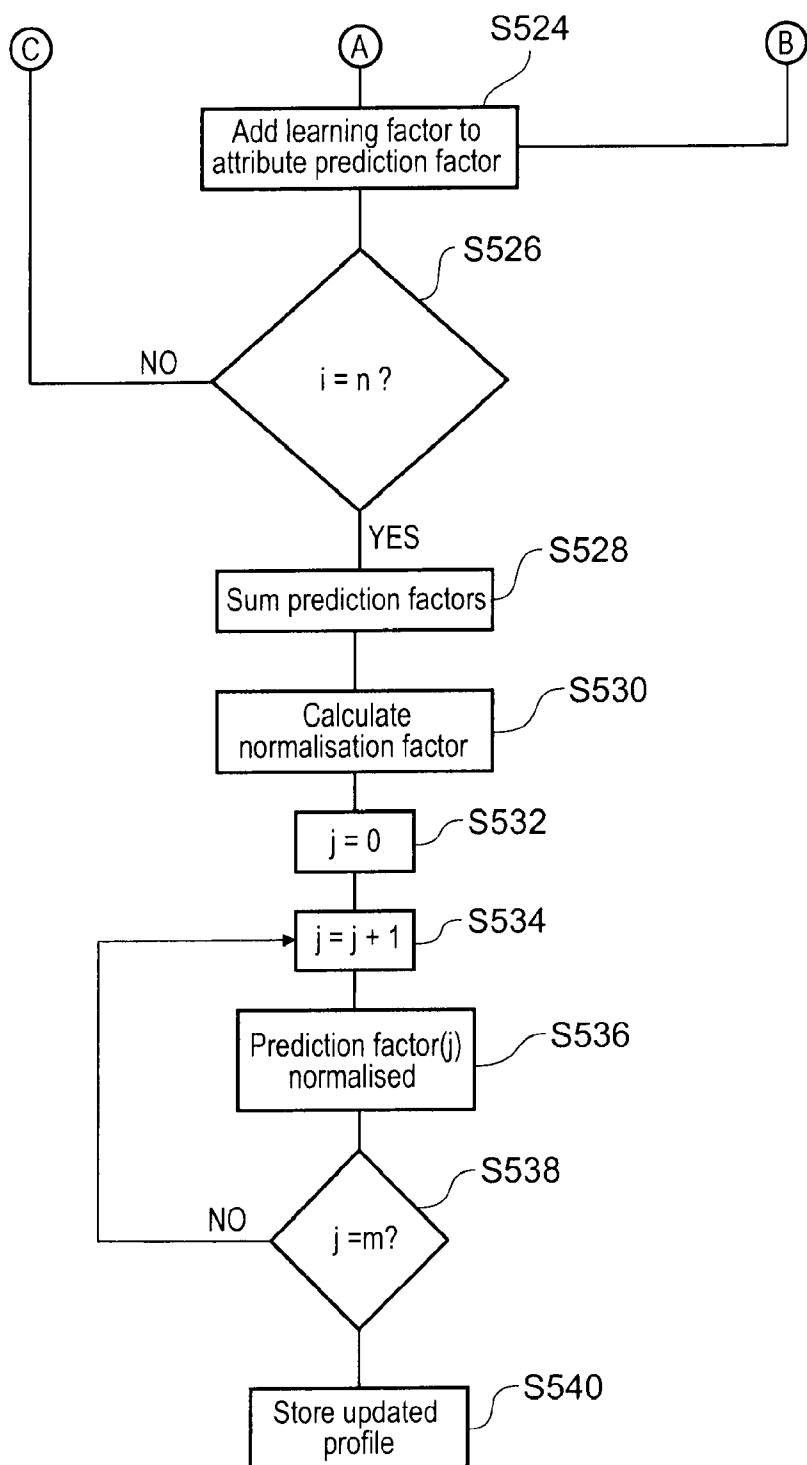 C
A
B
S524
Add learning factor to
attribute prediction factor
S526
i = n ?
NO
YES
S528
Sum prediction factors
S530
Calculate
normalisation factor
S532
j = 0
S534
j = j + 1
S536
Prediction factor(j)
normalised
S538
j =m?
NO
S540
Store updated
profile